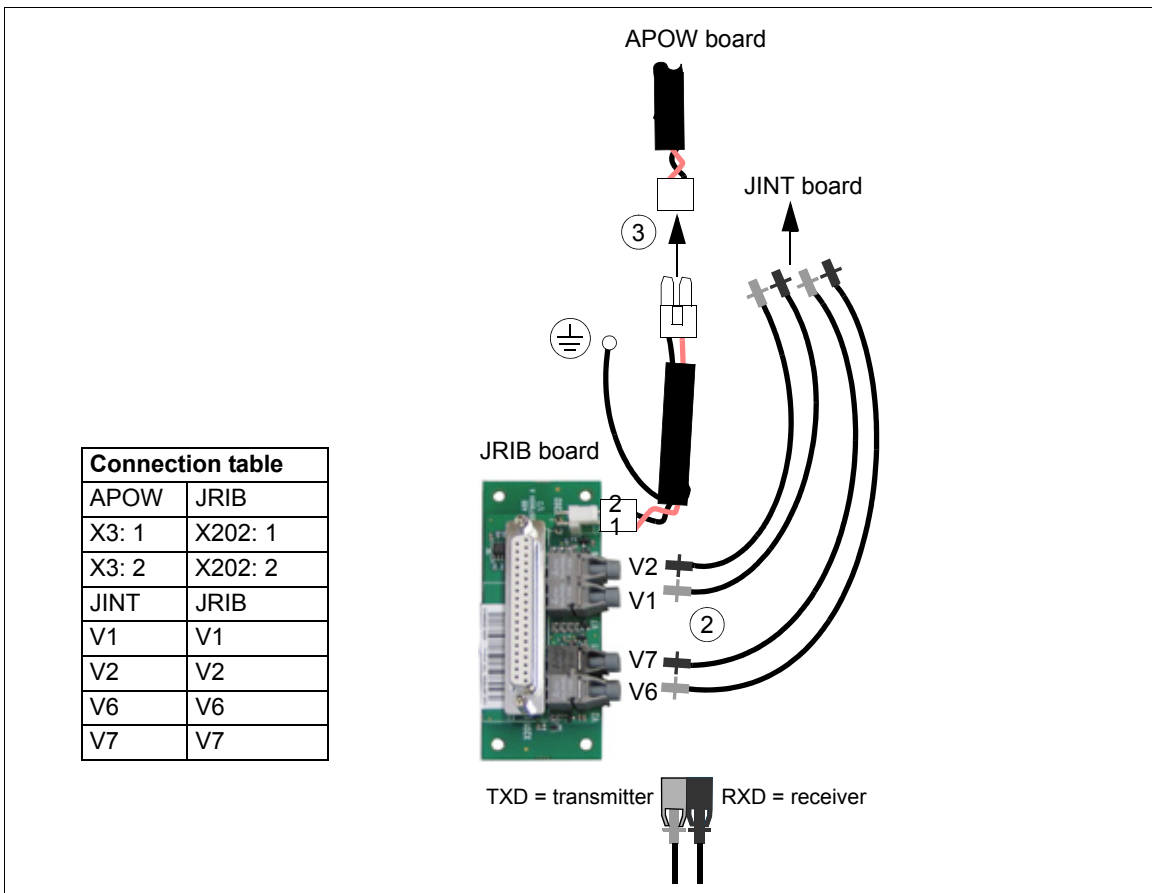 APOW board
JINT board
3
JRIB board
2
1
V2
V1
2
V7
V6
Connection table
APOW JRIB
X3: 1 X202: 1
X3: 2 X202: 2
JINT JRIB
V1 V1
V2 V2
V6 V6
V7 V7
TXD = transmitter
RXD = receiver